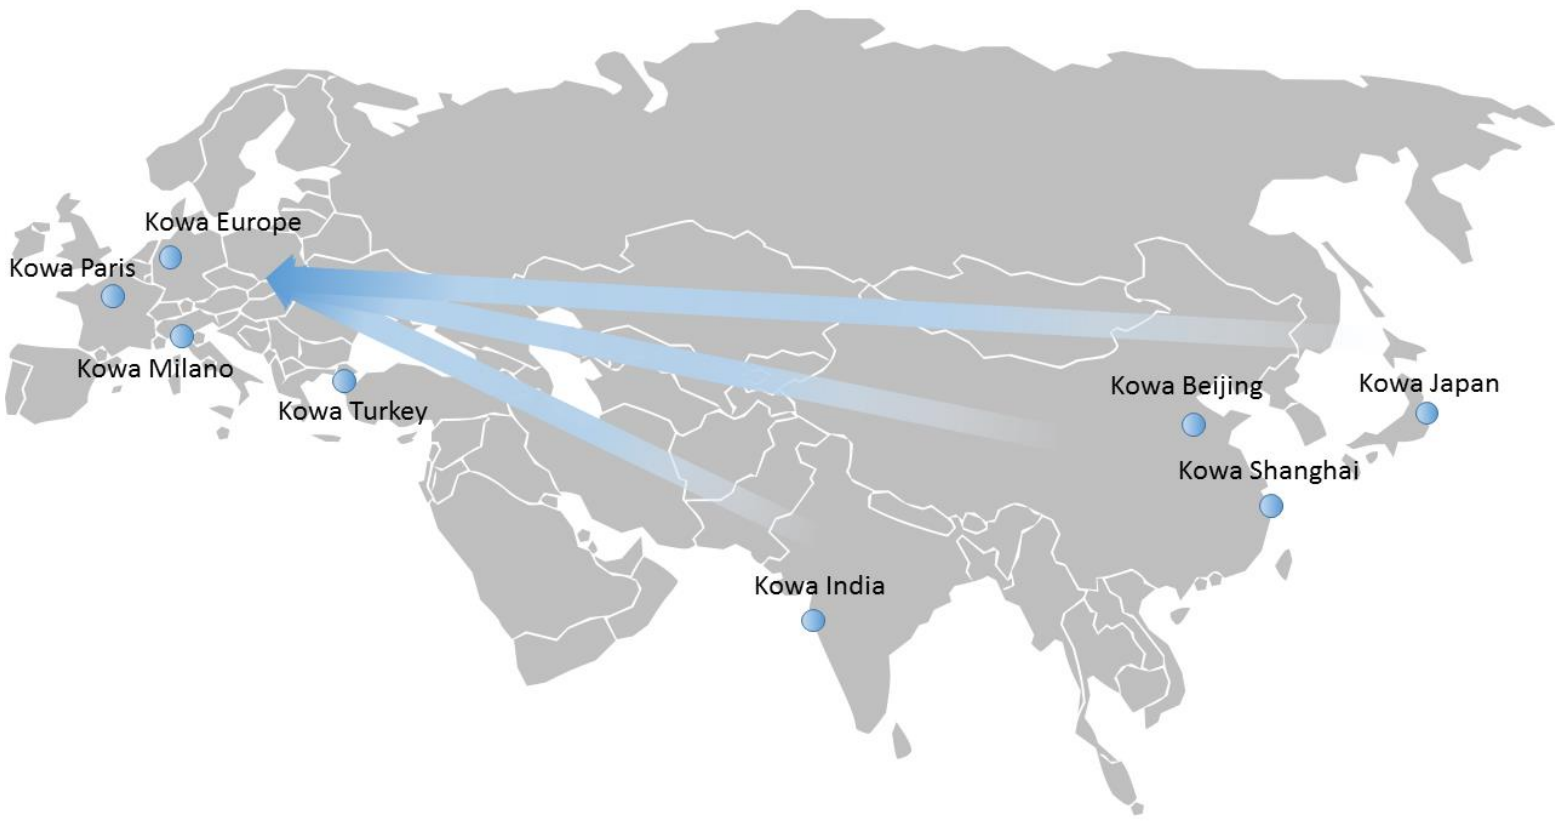 Kowa Europe
Kowa Paris
Kowa Milano
Kowa Turkey
Kowa Beijing
Kowa Japan
Kowa Shanghai
Kowa India